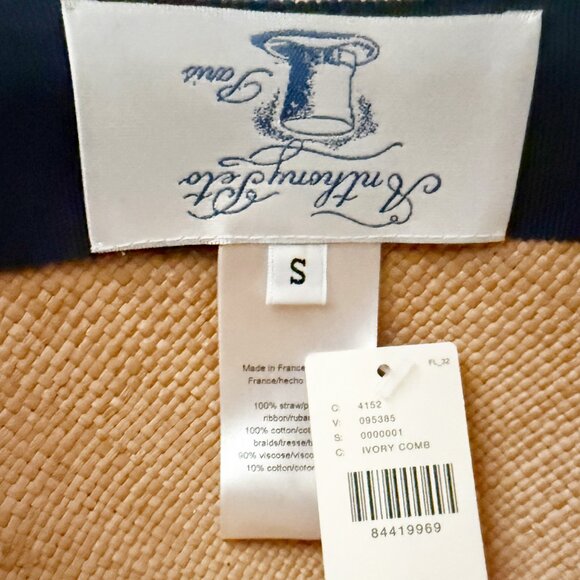 Anthony Peto
Paris
S
Made in France
France/hecho
100% straw/p
ribbon/ruba
100% cotton/co
braids/tresse/t
90% viscose/visco
10% cotton/coto
FL_32
C: 4152
V: 095385
S: 0000001
C: IVORY COMB
84419969